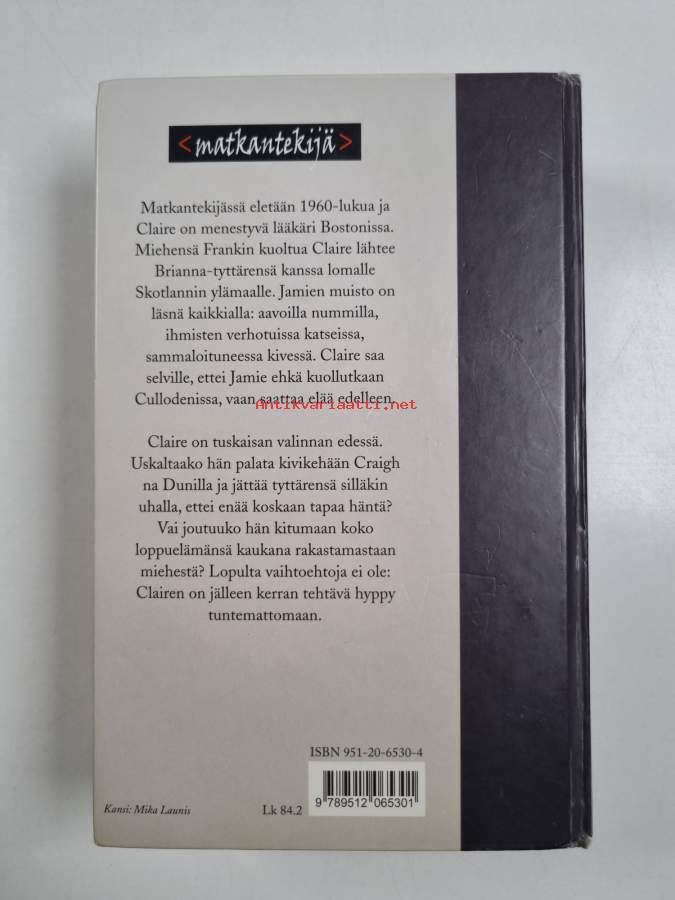 <matkantekijä>
Matkantekijässä eletään 1960-lukua ja
Claire on menestyvä lääkäri Bostonissa.
Miehensä Frankin kuoltua Claire lähtee
Brianna-tyttärensä kanssa lomalle
Skotlannin ylämaalle. Jamien muisto on
läsnä kaikkialla: aavoilla nummilla,
ihmisten verhotuissa katseissa,
sammaloituneessa kivessä. Claire saa
selville, ettei Jamie ehkä kuollutkaan
Cullodenissa, vaan saattaa elää edelleen.
Antikvariaatti.net
Claire on tuskaisan valinnan edessä.
Uskaltaako hän palata kivikehään Craigh
na Dunilla ja jättää tyttärensä silläkin
uhalla, ettei enää koskaan tapaa häntä?
Vai joutuuko hän kitumaan koko
loppuelämänsä kaukana rakastamastaan
miehestä? Lopulta vaihtoehtoja ei ole:
Clairen on jälleen kerran tehtävä hyppy
tuntemattomaan.
ISBN 951-20-6530-4
9 789512 065301
Kansi: Mika Launis
Lk 84.2